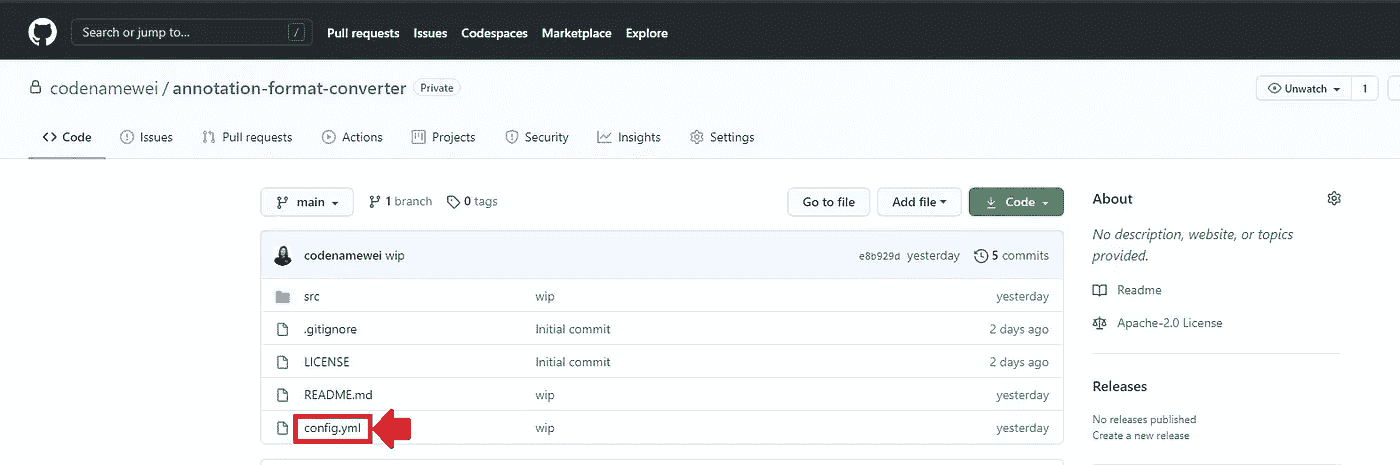 Search or jump to... /
Pull requests Issues Codespaces Marketplace Explore
codenamewei / annotation-format-converter Private
Unwatch 1
Code Issues Pull requests Actions Projects Security Insights Settings
main 1 branch 0 tags Go to file Add file Code
codenamewei wip e8b929d yesterday 5 commits
src wip yesterday
.gitignore Initial commit 2 days ago
LICENSE Initial commit 2 days ago
README.md wip yesterday
config.yml wip yesterday
About
No description, website, or topics
provided.
Readme
Apache-2.0 License
Releases
No releases published
Create a new release